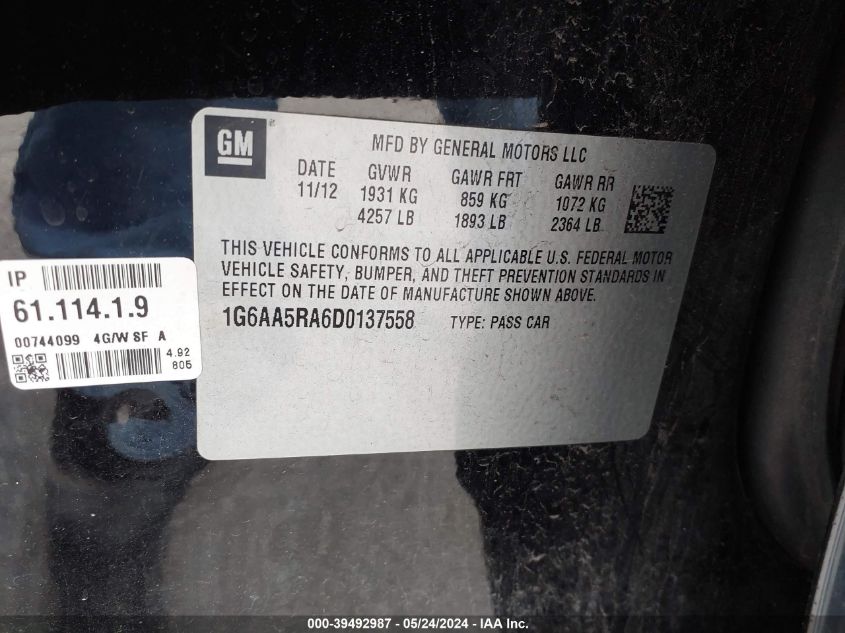 GM
MFD BY GENERAL MOTORS LLC
DATE GVWR GAWR FRT GAWR RR
11/12 1931 KG 859 KG 1072 KG
4257 LB 1893 LB 2364 LB
THIS VEHICLE CONFORMS TO ALL APPLICABLE U.S. FEDERAL MOTOR
VEHICLE SAFETY, BUMPER, AND THEFT PREVENTION STANDARDS IN
EFFECT ON THE DATE OF MANUFACTURE SHOWN ABOVE.
1G6AA5RA6D0137558 TYPE: PASS CAR
IP
61.114.1.9
00744099 4G/W SF A
4.92
805
000-39492987 - 05/24/2024 - IAA Inc.